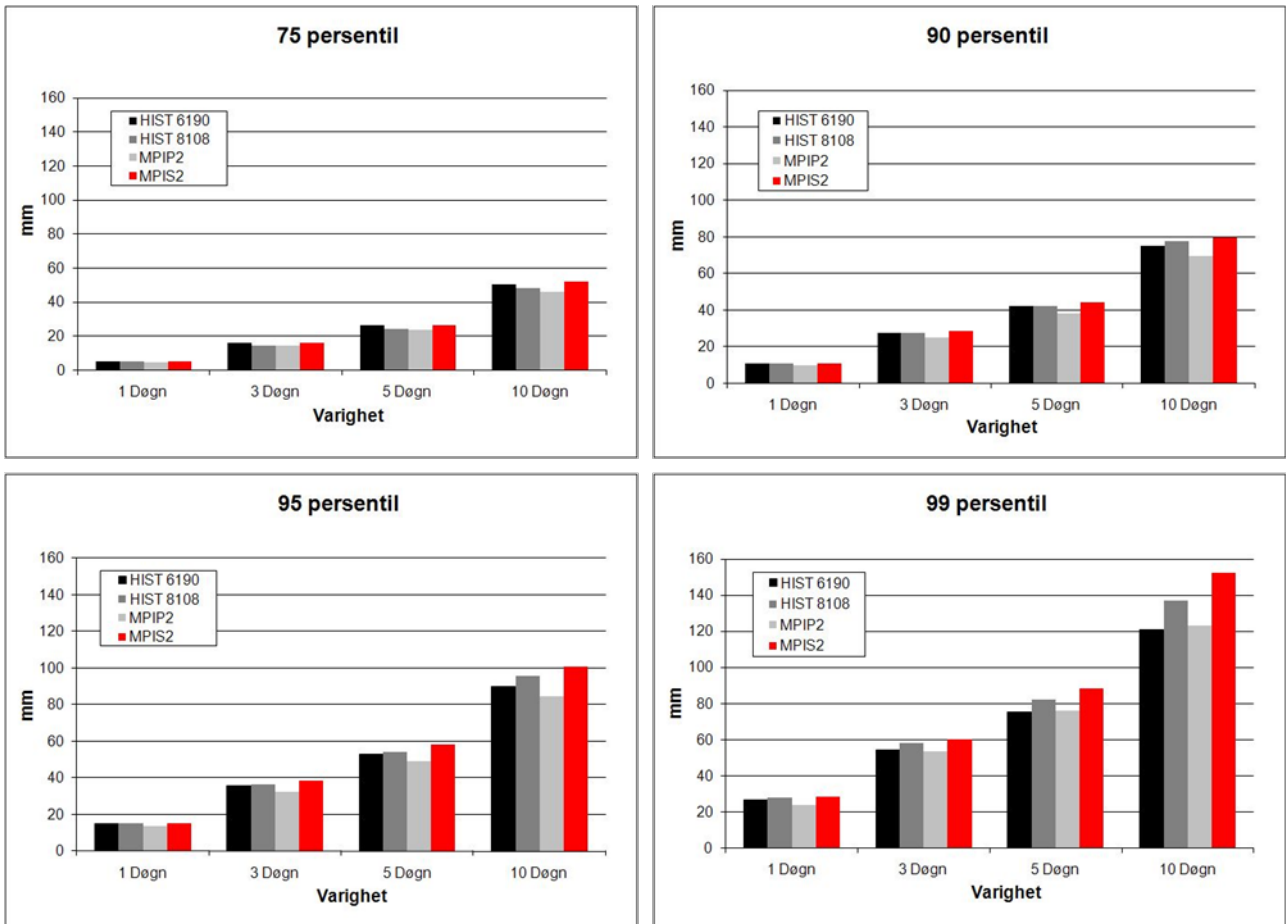 75 persentil
160
140
120
100
80
60
40
20
0
mm
HIST 6190
HIST 8108
MPIP2
MPIS2
1 Døgn 3 Døgn 5 Døgn 10 Døgn
Varighet
90 persentil
160
140
120
100
80
60
40
20
0
mm
HIST 6190
HIST 8108
MPIP2
MPIS2
1 Døgn 3 Døgn 5 Døgn 10 Døgn
Varighet
95 persentil
160
140
120
100
80
60
40
20
0
mm
HIST 6190
HIST 8108
MPIP2
MPIS2
1 Døgn 3 Døgn 5 Døgn 10 Døgn
Varighet
99 persentil
160
140
120
100
80
60
40
20
0
mm
HIST 6190
HIST 8108
MPIP2
MPIS2
1 Døgn 3 Døgn 5 Døgn 10 Døgn
Varighet